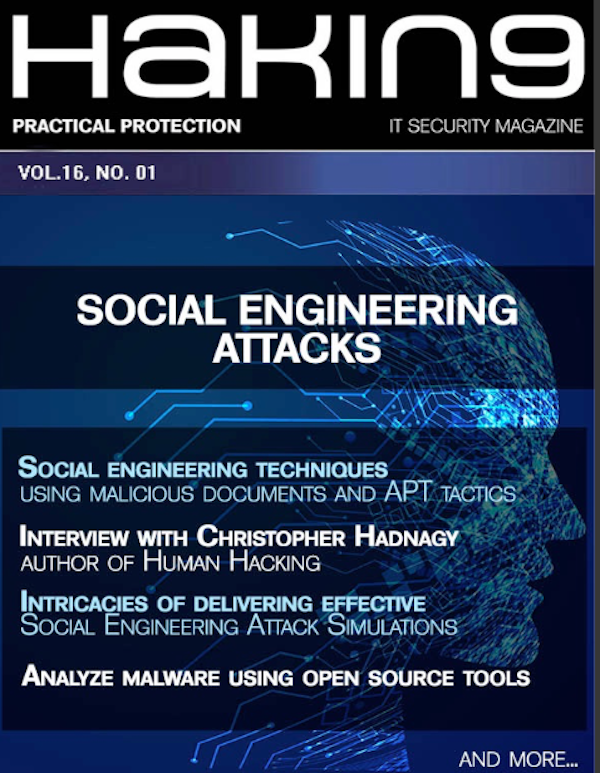 Haking
PRACTICAL PROTECTION
IT SECURITY MAGAZINE
VOL.16, NO. 01
SOCIAL ENGINEERING
ATTACKS
SOCIAL ENGINEERING TECHNIQUES
USING MALICIOUS DOCUMENTS AND APT TACTICS
INTERVIEW WITH CHRISTOPHER HADNAGY
AUTHOR OF HUMAN HACKING
INTRICACIES OF DELIVERING EFFECTIVE
SOCIAL ENGINEERING ATTACK SIMULATIONS
ANALYZE MALWARE USING OPEN SOURCE TOOLS
AND MORE...